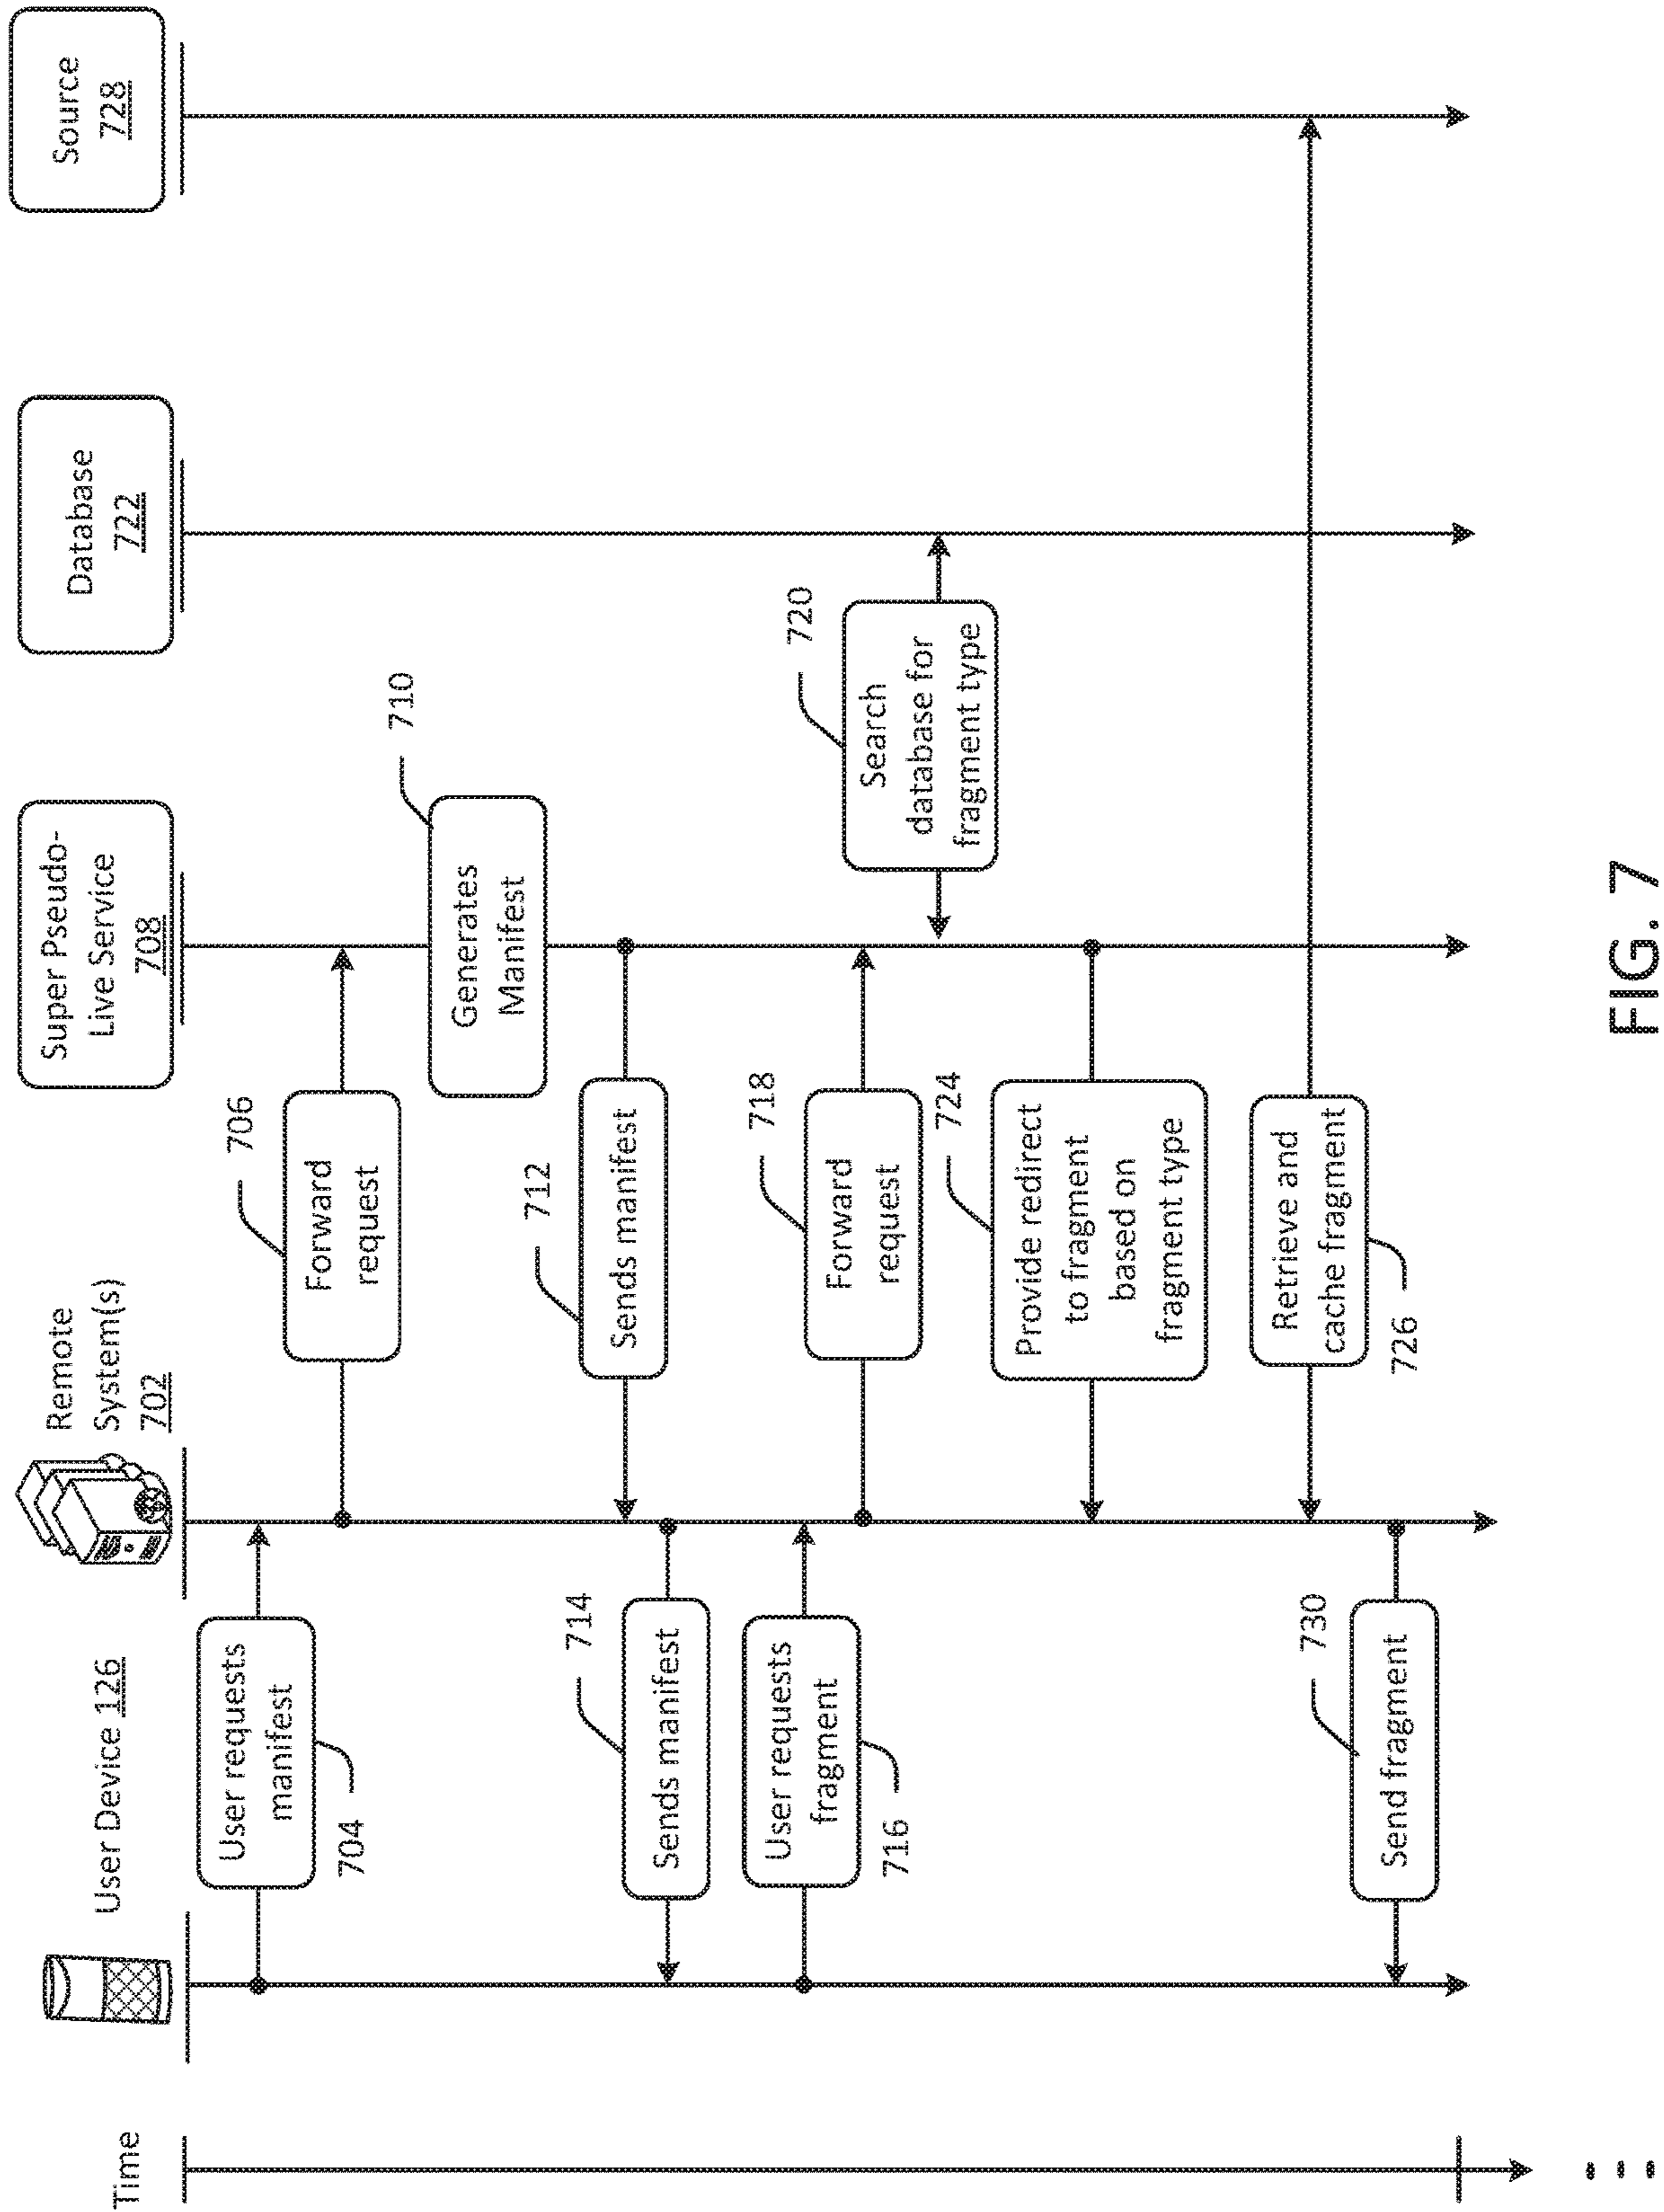 Time
User Device 126
Remote
System(s)
702
Super Pseudo-
Live Service
708
Database
722
Source
728
User requests
manifest
704
706
Forward
request
710
Generates
Manifest
712
Sends manifest
714
Sends manifest
User requests
fragment
716
718
Forward
request
720
Search
database for
fragment type
724
Provide redirect
to fragment
based on
fragment type
Retrieve and
cache fragment
726
730
Send fragment
FIG. 7